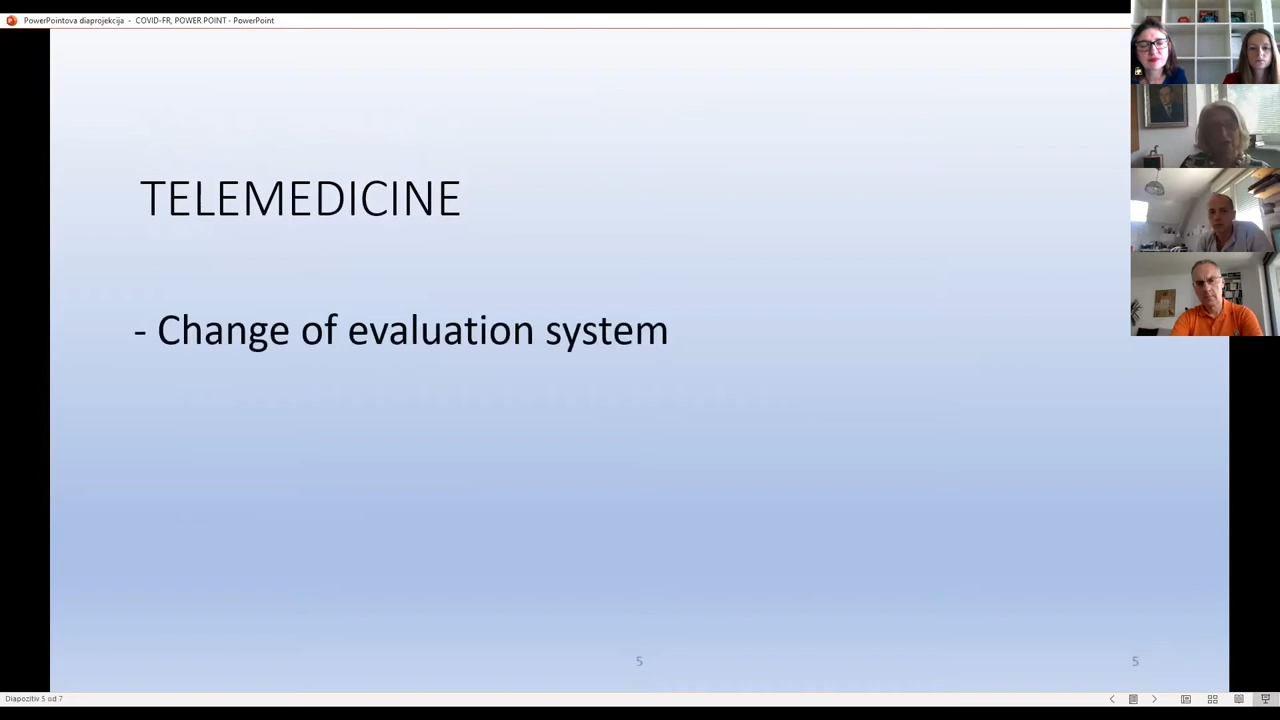 PowerPointova diaprojekcija - COVID-FR, POWER POINT - PowerPoint
TELEMEDICINE
- Change of evaluation system
5
5
Diapozitiv 5 od 7